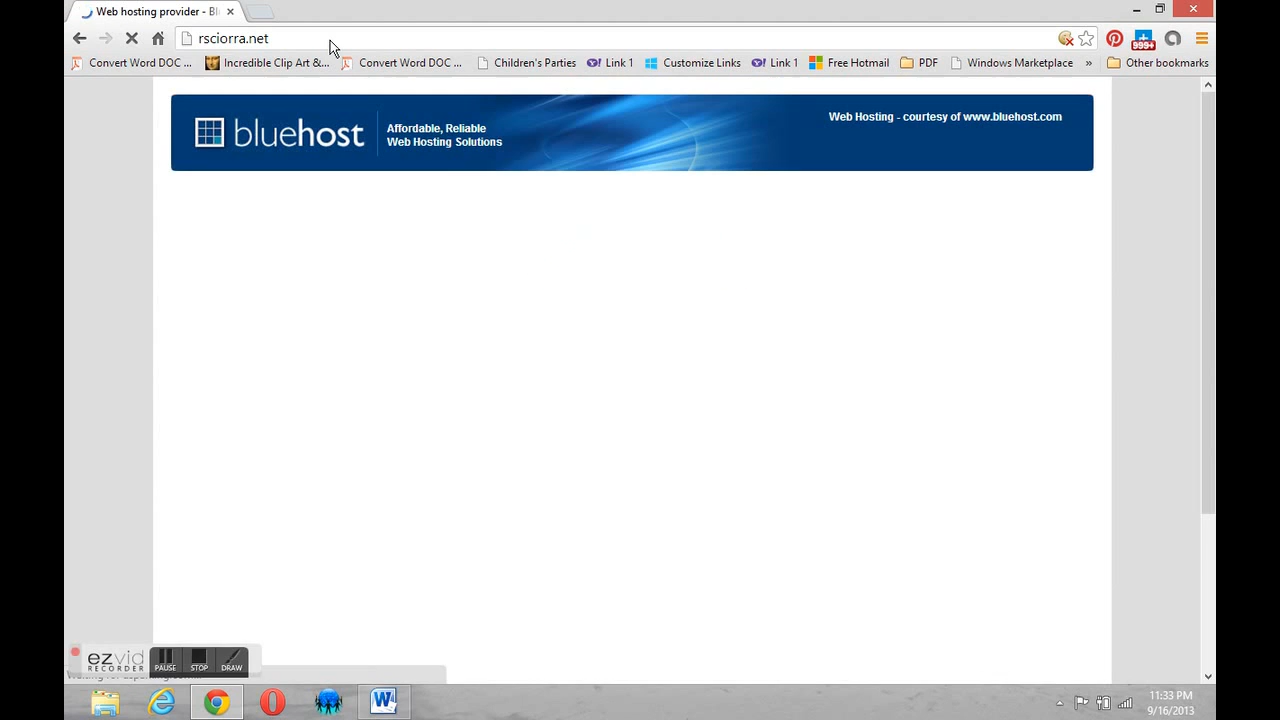 Web hosting provider - Bl
rsciorra.net
999+
Convert Word DOC ... Incredible Clip Art &... Convert Word DOC ... Children's Parties Link 1 Customize Links Link 1 Free Hotmail PDF Windows Marketplace » Other bookmarks
bluehost
Affordable, Reliable
Web Hosting Solutions
Web Hosting - courtesy of www.bluehost.com
ezvid
RECORDER
PAUSE STOP DRAW
11:33 PM
9/16/2013